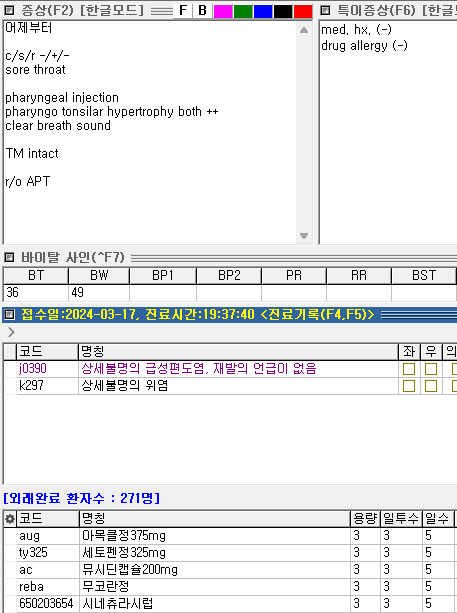 증상(F2) [한글모드] F B
특이증상(F6) [한글모
어제부터
c/s/r -/+/-
sore throat
pharyngeal injection
pharyngo tonsilar hypertrophy both ++
clear breath sound
TM intact
r/o APT
med. hx. (-)
drug allergy (-)
바이탈 사인(^F7)
BT BW BP1 BP2 PR RR BST
36 49
접수일:2024-03-17, 진료시간:19:37:40 <진료기록(F4,F5)>
코드 명칭 좌 우 의
j0390 상세불명의 급성편도염, 재발의 언급이 없음
k297 상세불명의 위염
[외래완료 환자수 : 271명]
코드 명칭 용량 일투수 일수
aug 아목클정375mg 3 3 5
ty325 세토펜정325mg 3 3 5
ac 뮤시딘캡슐200mg 3 3 5
reba 무코란정 3 3 5
650203654 시네츄라시럽 3 3 5